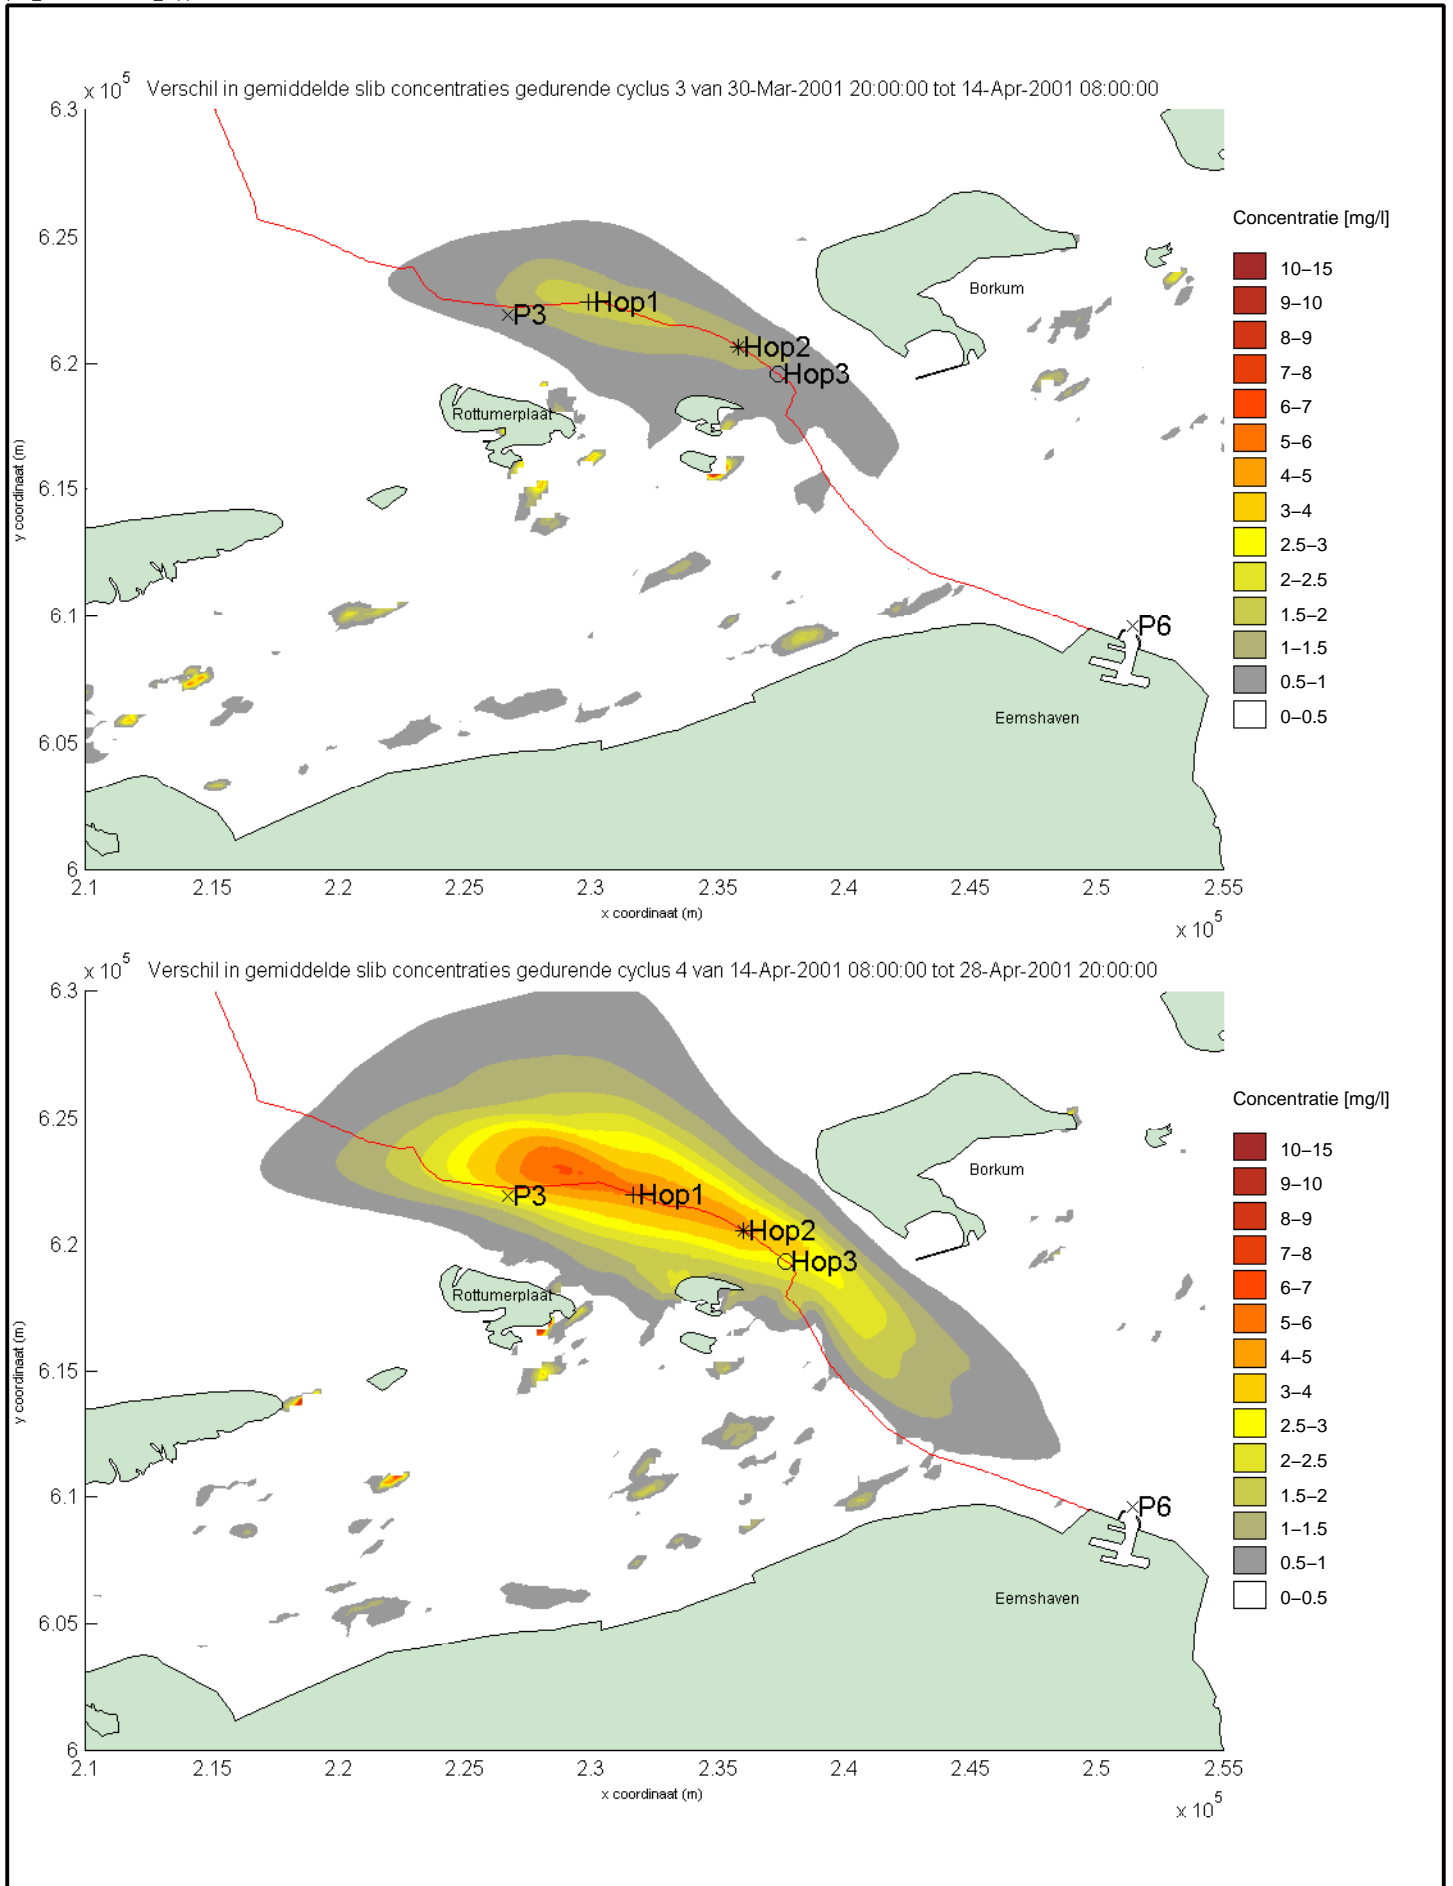 x 10^5
Verschil in gemiddelde slib concentraties gedurende cyclus 3 van 30-Mar-2001 20:00:00 tot 14-Apr-2001 08:00:00
6.3
6.25
6.2
6.15
6.1
6.05
6
y coordinaat (m)
2.1 2.15 2.2 2.25 2.3 2.35 2.4 2.45 2.5 2.55
x coordinaat (m)
x 10^5
P3
Hop1
Hop2
Hop3
P6
Borkum
Rottumerplaat
Eemshaven
Concentratie [mg/l]
10–15
9–10
8–9
7–8
6–7
5–6
4–5
3–4
2.5–3
2–2.5
1.5–2
1–1.5
0.5–1
0–0.5
x 10^5
Verschil in gemiddelde slib concentraties gedurende cyclus 4 van 14-Apr-2001 08:00:00 tot 28-Apr-2001 20:00:00
6.3
6.25
6.2
6.15
6.1
6.05
6
y coordinaat (m)
2.1 2.15 2.2 2.25 2.3 2.35 2.4 2.45 2.5 2.55
x coordinaat (m)
x 10^5
P3
Hop1
Hop2
Hop3
P6
Borkum
Rottumerplaat
Eemshaven
Concentratie [mg/l]
10–15
9–10
8–9
7–8
6–7
5–6
4–5
3–4
2.5–3
2–2.5
1.5–2
1–1.5
0.5–1
0–0.5